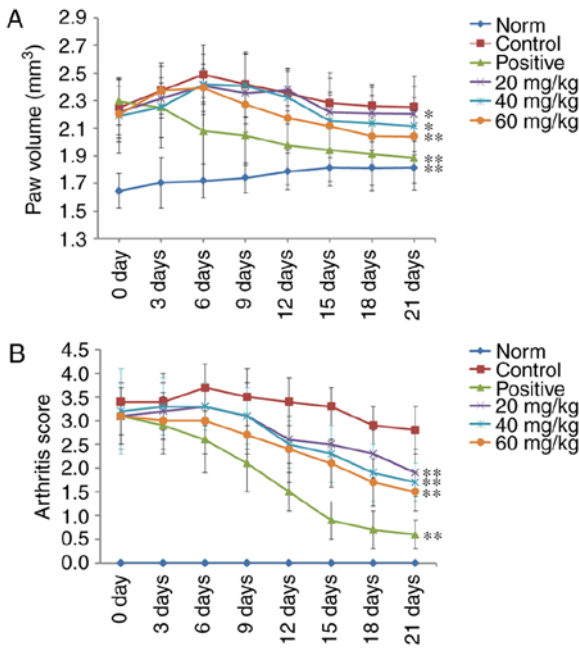 A
Paw volume (mm³)
2.9
2.7
2.5
2.3
2.1
1.9
1.7
1.5
1.3
0 day
3 days
6 days
9 days
12 days
15 days
18 days
21 days
*
*
**
**
**
Norm
Control
Positive
20 mg/kg
40 mg/kg
60 mg/kg
B
Arthritis score
4.5
4.0
3.5
3.0
2.5
2.0
1.5
1.0
0.5
0.0
0 day
3 days
6 days
9 days
12 days
15 days
18 days
21 days
**
**
**
**
Norm
Control
Positive
20 mg/kg
40 mg/kg
60 mg/kg